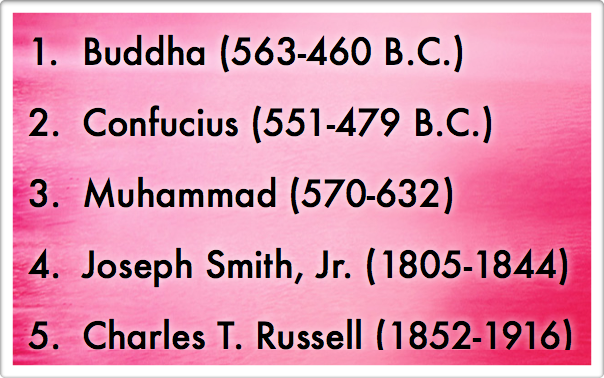 1. Buddha (563-460 B.C.)
2. Confucius (551-479 B.C.)
3. Muhammad (570-632)
4. Joseph Smith, Jr. (1805-1844)
5. Charles T. Russell (1852-1916)